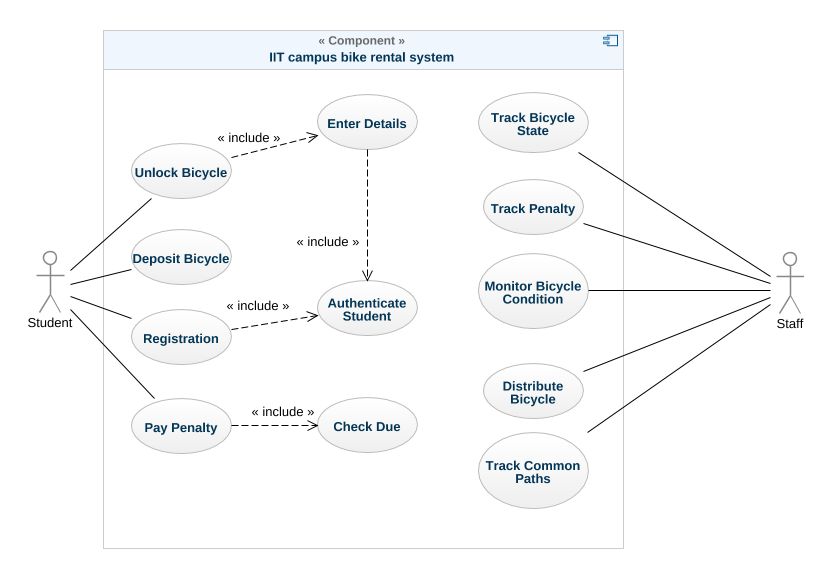 « Component »
IIT campus bike rental system
« include »
Enter Details
Track Bicycle
State
Unlock Bicycle
Track Penalty
« include »
Deposit Bicycle
Monitor Bicycle
Condition
« include »
Authenticate
Student
Student
Staff
Registration
Distribute
Bicycle
« include »
Pay Penalty
Check Due
Track Common
Paths